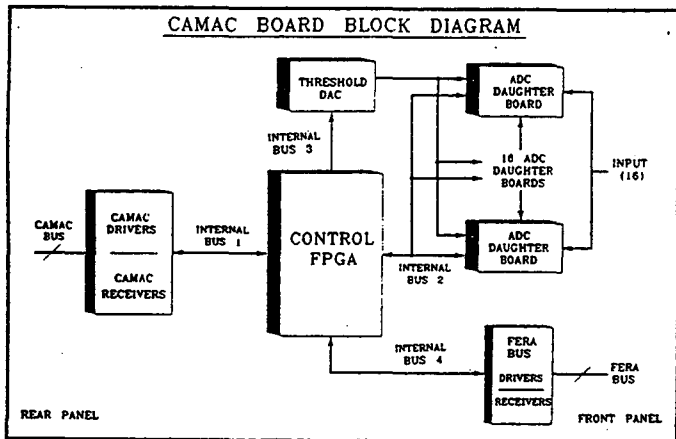 CAMAC BOARD BLOCK DIAGRAM
THRESHOLD
DAC
ADC
DAUGHTER
BOARD
INTERNAL
BUS 3
16 ADC
DAUGHTER
BOARDS
INPUT
(16)
CAMAC
BUS
CAMAC
DRIVERS
CAMAC
RECEIVERS
INTERNAL
BUS 1
CONTROL
FPGA
INTERNAL
BUS 2
ADC
DAUGHTER
BOARD
INTERNAL
BUS 4
FERA
BUS
DRIVERS
RECEIVERS
FERA
BUS
REAR PANEL
FRONT PANEL